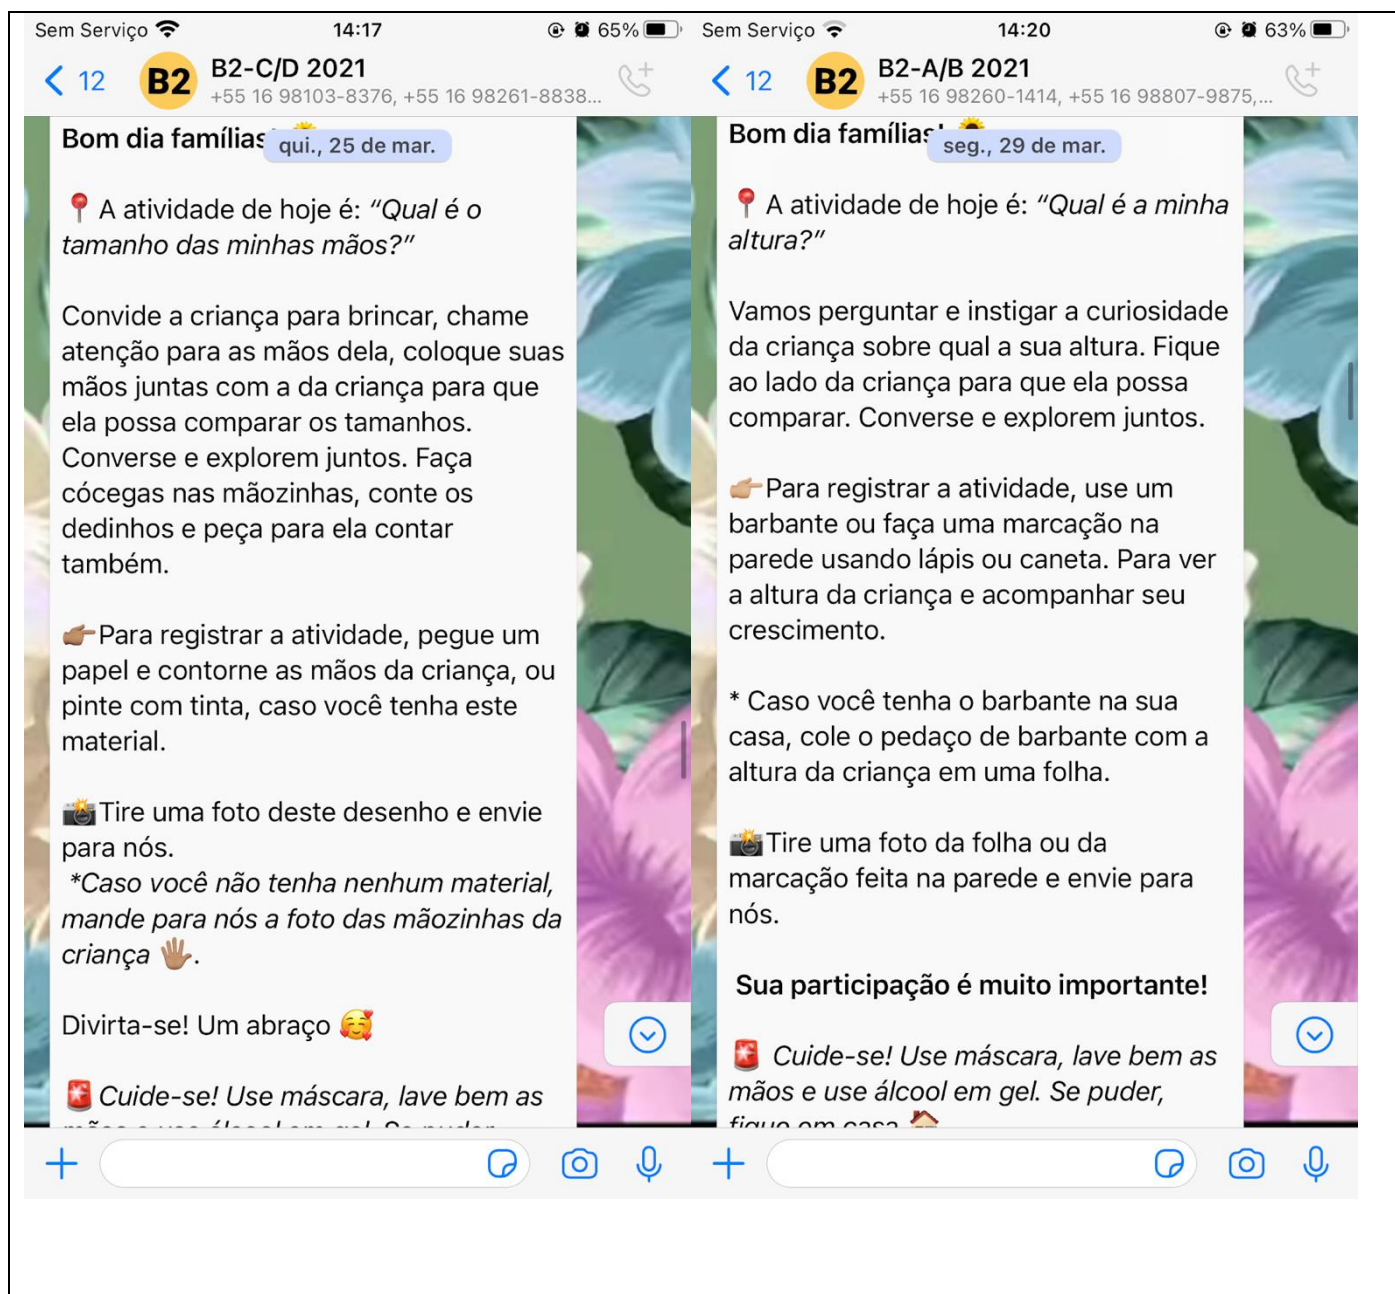 Sem Serviço 14:17 65%
12 B2 B2-C/D 2021
+55 16 98103-8376, +55 16 98261-8838...
Bom dia famílias!
qui., 25 de mar.
📍 A atividade de hoje é: “Qual é o
tamanho das minhas mãos?”
Convide a criança para brincar, chame
atenção para as mãos dela, coloque suas
mãos juntas com a da criança para que
ela possa comparar os tamanhos.
Converse e explorem juntos. Faça
cócegas nas mãozinhas, conte os
dedinhos e peça para ela contar
também.
👉🏽Para registrar a atividade, pegue um
papel e contorne as mãos da criança, ou
pinte com tinta, caso você tenha este
material.
📸Tire uma foto deste desenho e envie
para nós.
*Caso você não tenha nenhum material,
mande para nós a foto das mãozinhas da
criança 🖐🏽.
Divirta-se! Um abraço 🥰
🚨 Cuide-se! Use máscara, lave bem as
mãos e use álcool em gel. Se puder,
Sem Serviço 14:20 63%
12 B2 B2-A/B 2021
+55 16 98260-1414, +55 16 98807-9875,...
Bom dia famílias! 🌻
seg., 29 de mar.
📍 A atividade de hoje é: “Qual é a minha
altura?”
Vamos perguntar e instigar a curiosidade
da criança sobre qual a sua altura. Fique
ao lado da criança para que ela possa
comparar. Converse e explorem juntos.
👉🏼Para registrar a atividade, use um
barbante ou faça uma marcação na
parede usando lápis ou caneta. Para ver
a altura da criança e acompanhar seu
crescimento.
* Caso você tenha o barbante na sua
casa, cole o pedaço de barbante com a
altura da criança em uma folha.
📸Tire uma foto da folha ou da
marcação feita na parede e envie para
nós.
Sua participação é muito importante!
🚨 Cuide-se! Use máscara, lave bem as
mãos e use álcool em gel. Se puder,
fique em casa 🏠